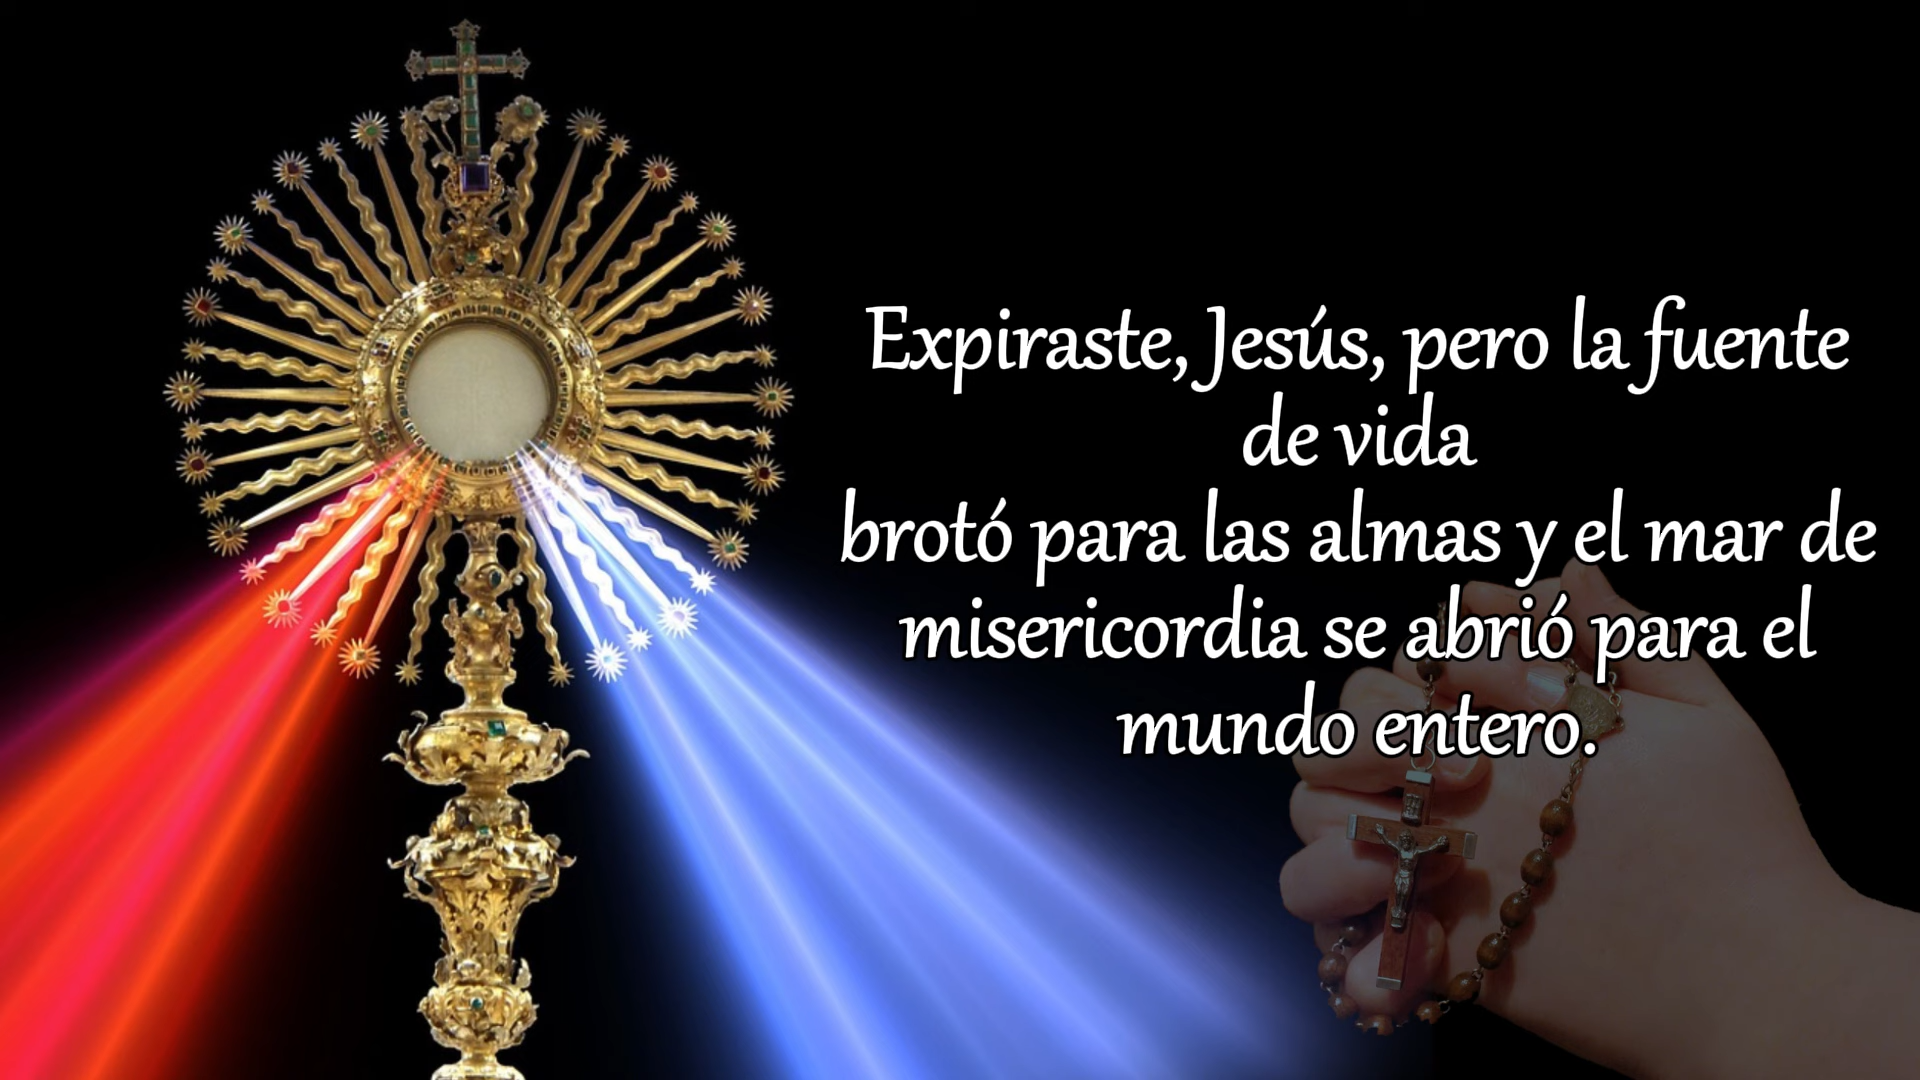 Expiraste, Jesús, pero la fuente
de vida
brotó para las almas y el mar de
misericordia se abrió para el
mundo entero.